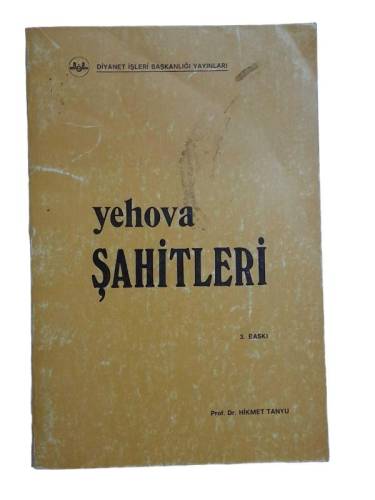 DİYANET İŞLERİ BAŞKANLIĞI YAYINLARI
yehova
ŞAHİTLERİ
3. BASKI
Prof. Dr. HİKMET TANYU